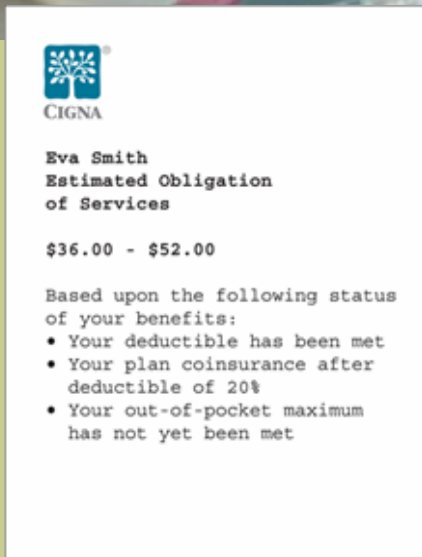 CIGNA
Eva Smith
Estimated Obligation
of Services
$36.00 - $52.00
Based upon the following status
of your benefits:
• Your deductible has been met
• Your plan coinsurance after
deductible of 20%
• Your out-of-pocket maximum
has not yet been met